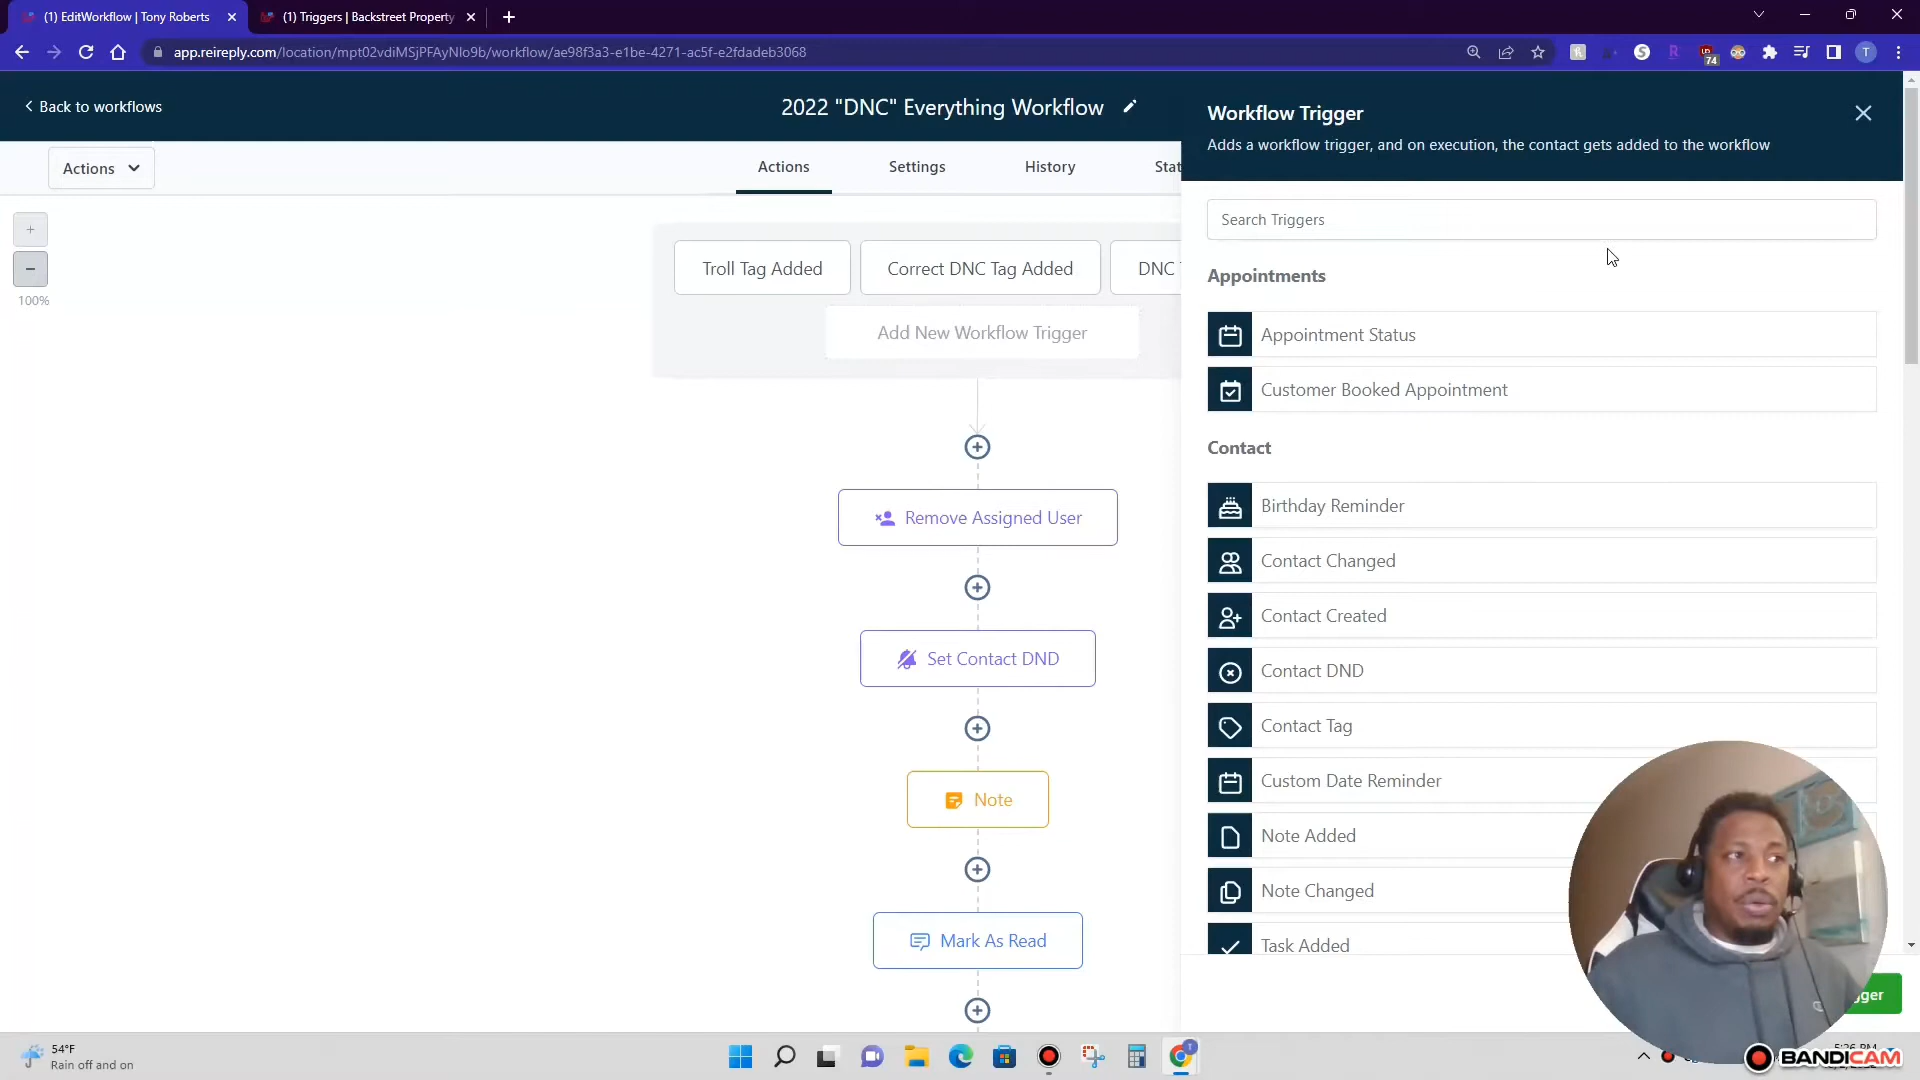 (1) EditWorkflow | Tony Roberts
(1) Triggers | Backstreet Property
app.reireply.com/location/mpt02vdiMSjPFAyNlo9b/workflow/ae98f3a3-e1be-4271-ac5f-e2fdadeb3068
74
T
Back to workflows
2022 "DNC" Everything Workflow
Workflow Trigger
Adds a workflow trigger, and on execution, the contact gets added to the workflow
Actions
Actions
Settings
History
Stat
Search Triggers
100%
Troll Tag Added
Correct DNC Tag Added
DNC
Add New Workflow Trigger
Appointments
Appointment Status
Customer Booked Appointment
Contact
Birthday Reminder
Contact Changed
Contact Created
Contact DND
Contact Tag
Custom Date Reminder
Note Added
Note Changed
Task Added
Remove Assigned User
Set Contact DND
Note
Mark As Read
gger
54°F
Rain off and on
T
5:26 PM
BANDICAM